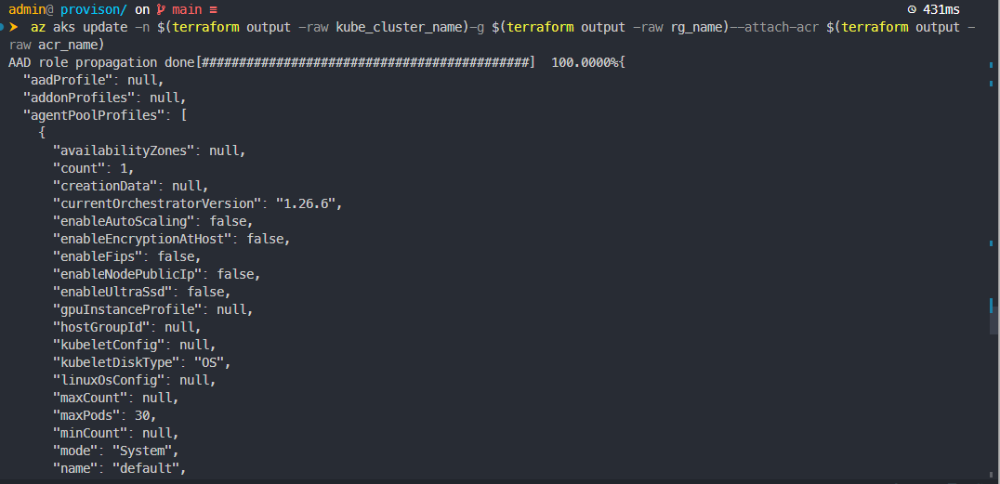 admin@ provison/ on main ≡ 431ms
➤ az aks update -n $(terraform output -raw kube_cluster_name)-g $(terraform output -raw rg_name)--attach-acr $(terraform output -
raw acr_name)
AAD role propagation done[############################################]  100.0000%{
  "aadProfile": null,
  "addonProfiles": null,
  "agentPoolProfiles": [
    {
      "availabilityZones": null,
      "count": 1,
      "creationData": null,
      "currentOrchestratorVersion": "1.26.6",
      "enableAutoScaling": false,
      "enableEncryptionAtHost": false,
      "enableFips": false,
      "enableNodePublicIp": false,
      "enableUltraSsd": false,
      "gpuInstanceProfile": null,
      "hostGroupId": null,
      "kubeletConfig": null,
      "kubeletDiskType": "OS",
      "linuxOsConfig": null,
      "maxCount": null,
      "maxPods": 30,
      "minCount": null,
      "mode": "System",
      "name": "default",